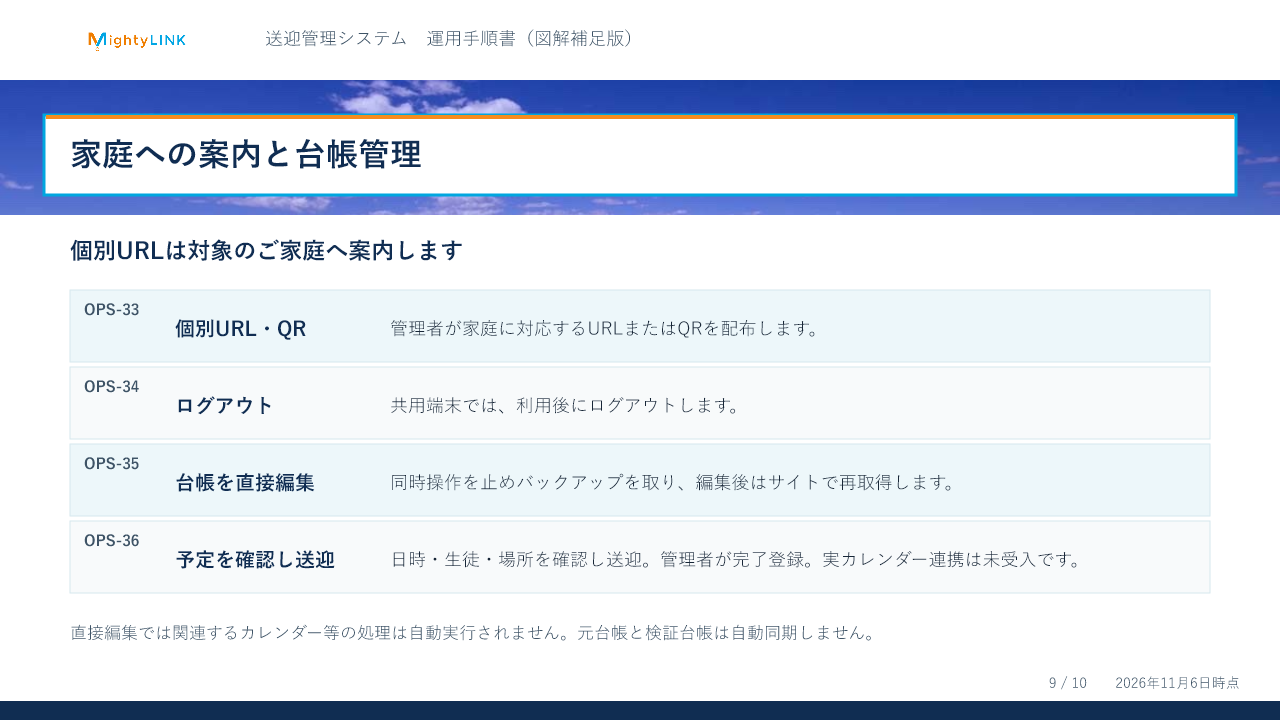 MightyLINK
送迎管理システム　運用手順書（図解補足版）
家庭への案内と台帳管理
個別URLは対象のご家庭へ案内します
OPS-33
個別URL・QR
管理者が家庭に対応するURLまたはQRを配布します。
OPS-34
ログアウト
共用端末では、利用後にログアウトします。
OPS-35
台帳を直接編集
同時操作を止めバックアップを取り、編集後はサイトで再取得します。
OPS-36
予定を確認し送迎
日時・生徒・場所を確認し送迎。管理者が完了登録。実カレンダー連携は未受入です。
直接編集では関連するカレンダー等の処理は自動実行されません。元台帳と検証台帳は自動同期しません。
9 / 10　2026年11月6日時点